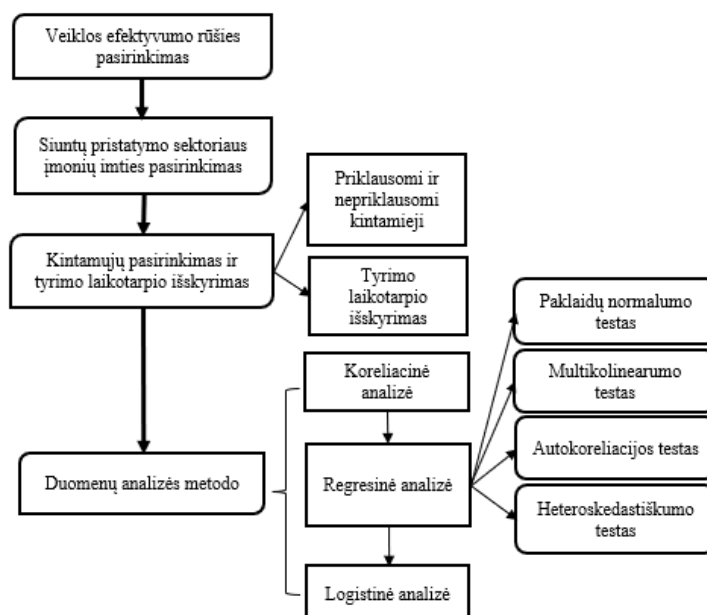 Veiklos efektyvumo rūšies
pasirinkimas
Siuntų pristatymo sektoriaus
įmonių imties pasirinkimas
Kintamųjų pasirinkimas ir
tyrimo laikotarpio išskyrimas
Priklausomi ir
nepriklausomi
kintamieji
Tyrimo
laikotarpio
išskyrimas
Duomenų analizės metodo
Koreliacinė
analizė
Regresinė analizė
Logistinė analizė
Paklaidų normalumo
testas
Multikolinearumo
testas
Autokoreliacijos testas
Heteroskedastiškumo
testas